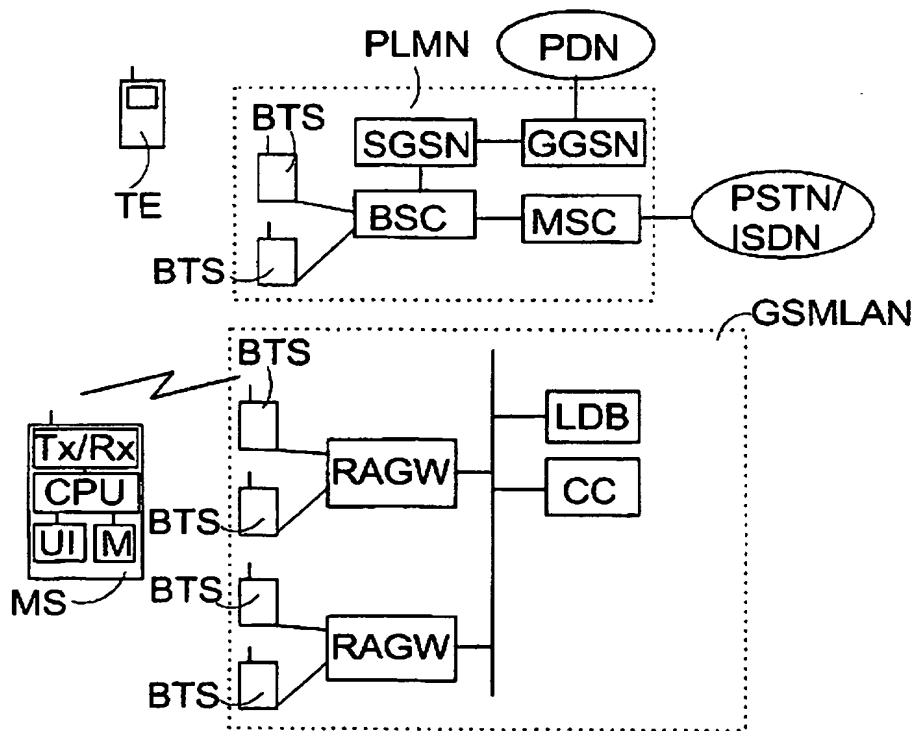 PLMN
PDN
BTS
SGSN
GGSN
TE
BSC
MSC
PSTN/
ISDN
BTS
GSMLAN
BTS
LDB
Tx/Rx
RAGW
CPU
CC
BTS
UI
M
MS
BTS
RAGW
BTS